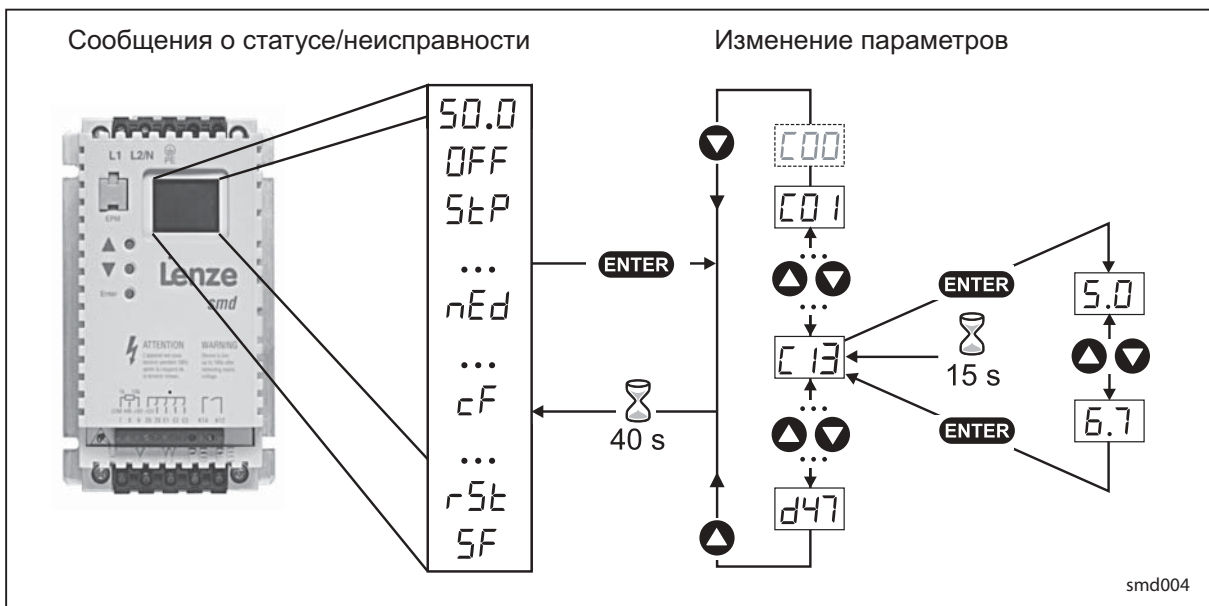 Сообщения о статусе/неисправности
Изменение параметров
L1 L2/N
EPM
Enter
Lenze
smd
ATTENTION
WARNING
50.0
OFF
StP
...
nEd
...
cF
...
rSt
SF
ENTER
40 s
C00
C01
...
...
C13
...
...
d47
ENTER
15 s
ENTER
5.0
6.7
smd004